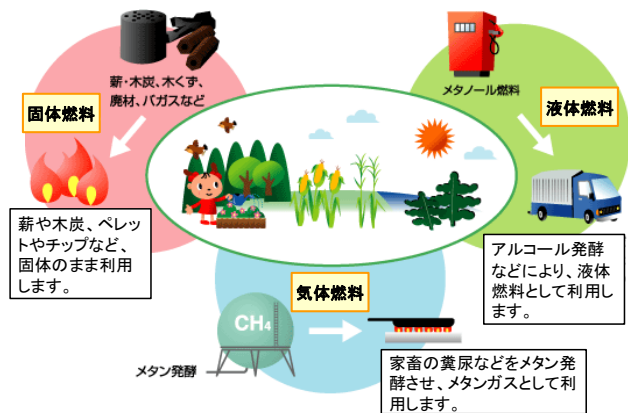 薪・木炭、木くず、
廃材、バガスなど
固体燃料
薪や木炭、ペレッ
トやチップなど、
固体のまま利用
します。
メタノール燃料
液体燃料
アルコール発酵
などにより、液体
燃料として利用し
ます。
気体燃料
CH₄
メタン発酵
家畜の糞尿などをメタン発
酵させ、メタンガスとして利
用します。